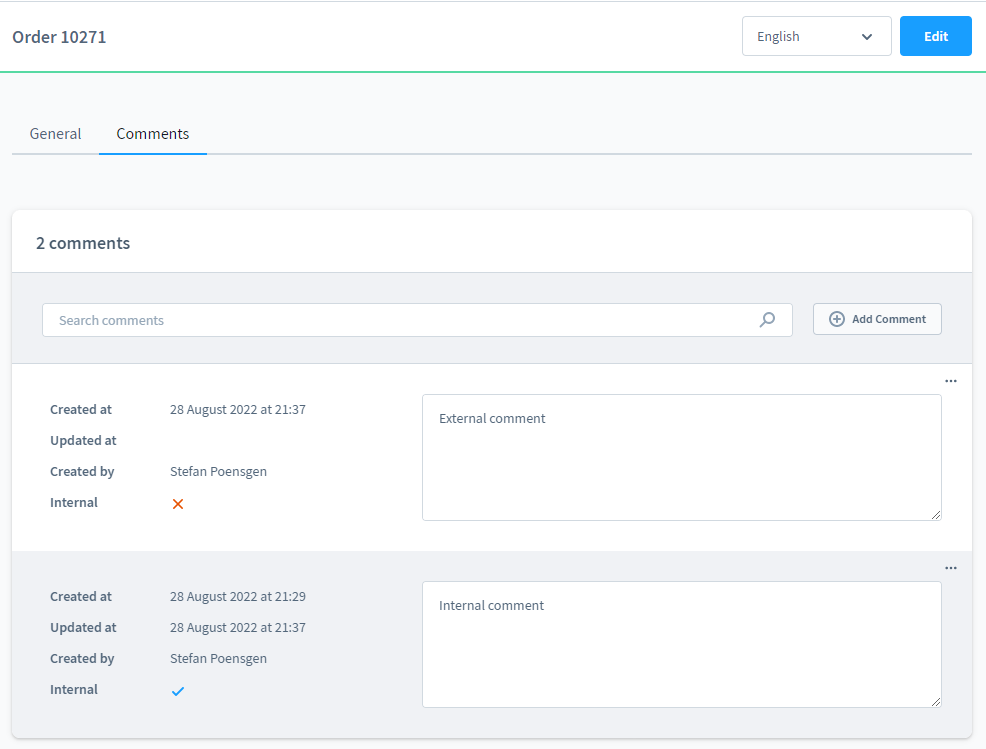 Order 10271
English
Edit
General
Comments
2 comments
Search comments
Add Comment
Created at 28 August 2022 at 21:37
Updated at
Created by Stefan Poensgen
Internal
External comment
Created at 28 August 2022 at 21:29
Updated at 28 August 2022 at 21:37
Created by Stefan Poensgen
Internal
Internal comment